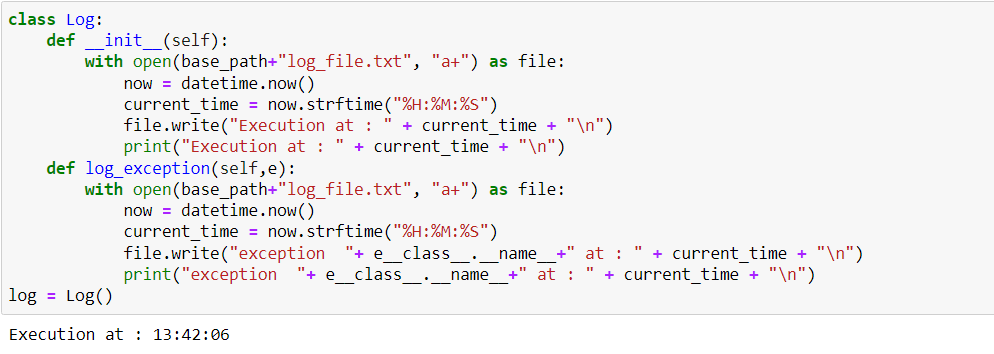 class Log:
    def __init__(self):
        with open(base_path+"log_file.txt", "a+") as file:
            now = datetime.now()
            current_time = now.strftime("%H:%M:%S")
            file.write("Execution at : " + current_time + "\n")
            print("Execution at : " + current_time + "\n")
    def log_exception(self,e):
        with open(base_path+"log_file.txt", "a+") as file:
            now = datetime.now()
            current_time = now.strftime("%H:%M:%S")
            file.write("exception  "+ e__class__.__name__+" at : " + current_time + "\n")
            print("exception  "+ e__class__.__name__+" at : " + current_time + "\n")
log = Log()
Execution at : 13:42:06